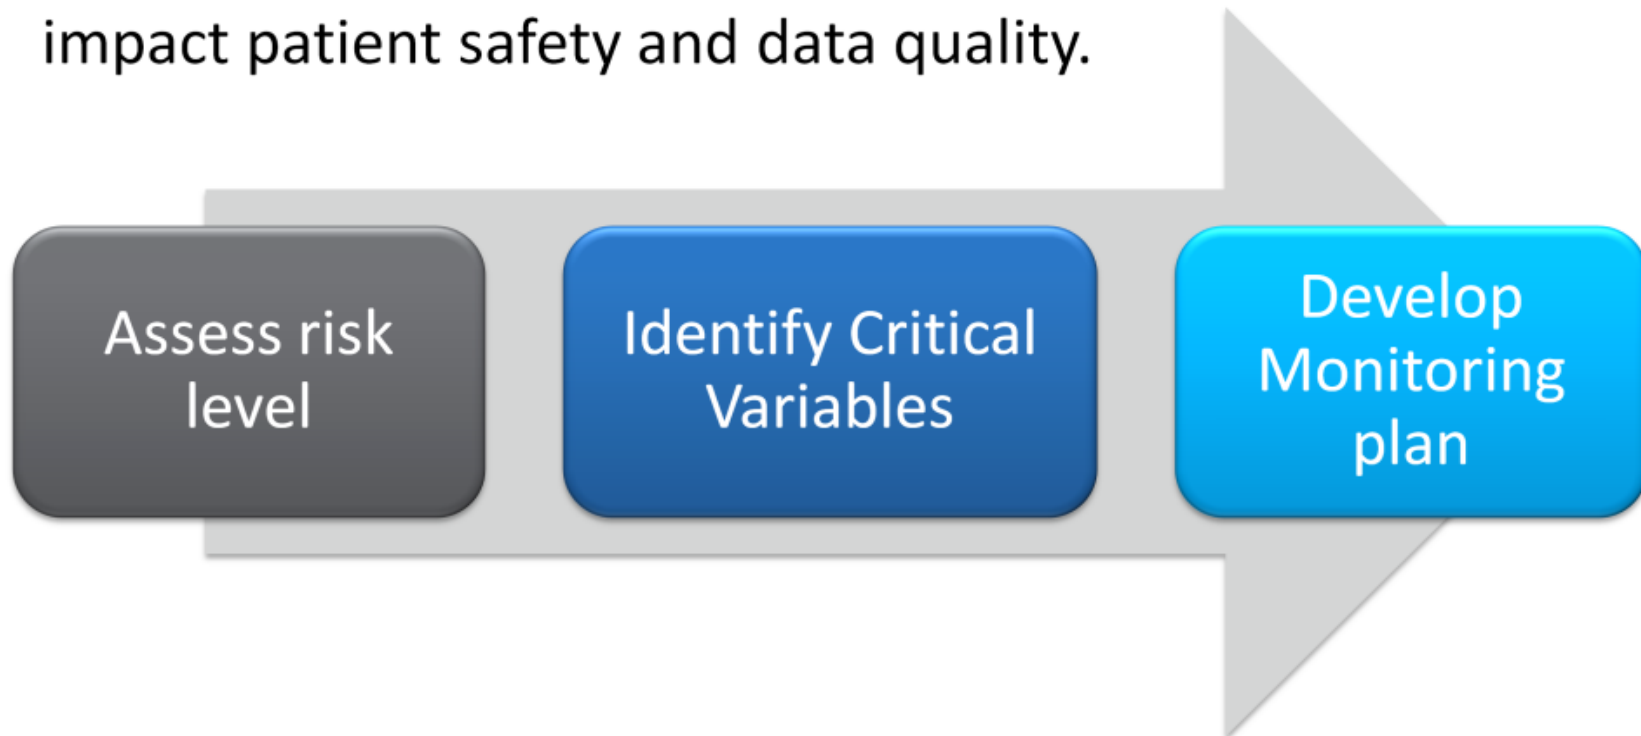 impact patient safety and data quality.
Assess risk
level
Identify Critical
Variables
Develop
Monitoring
plan